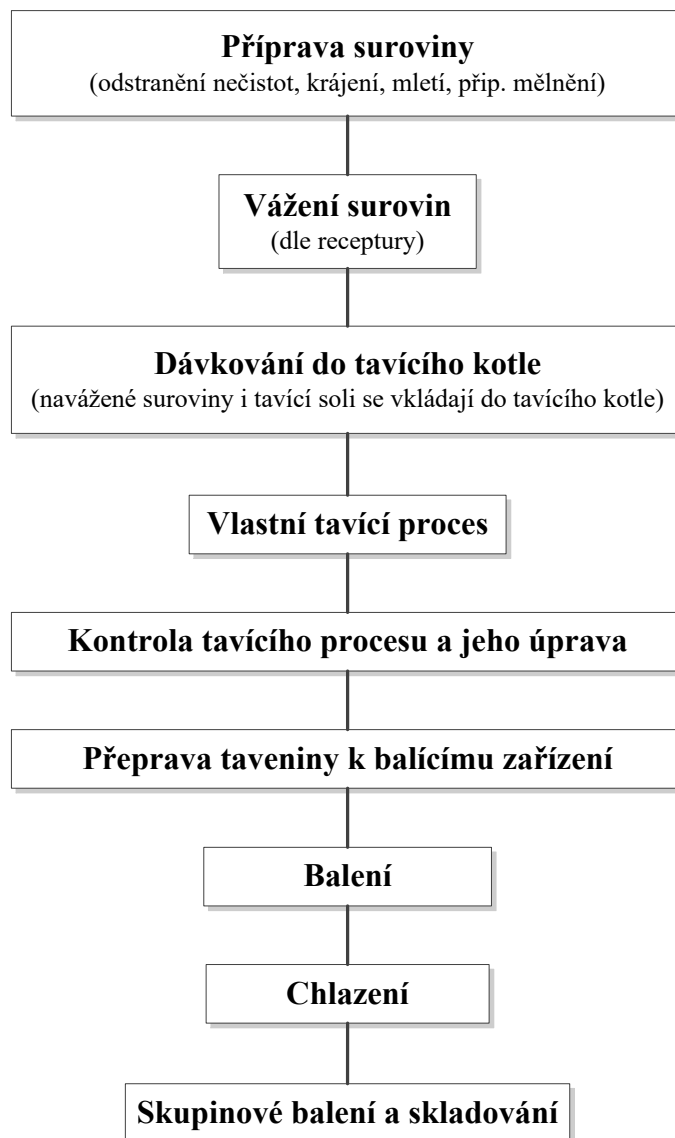 Příprava suroviny
(odstranění nečistot, krájení, mletí, přip. mělnění)
Vážení surovin
(dle receptury)
Dávkování do tavícího kotle
(navážené suroviny i tavící soli se vkládají do tavícího kotle)
Vlastní tavící proces
Kontrola tavícího procesu a jeho úprava
Přeprava taveniny k balícímu zařízení
Balení
Chlazení
Skupinové balení a skladování